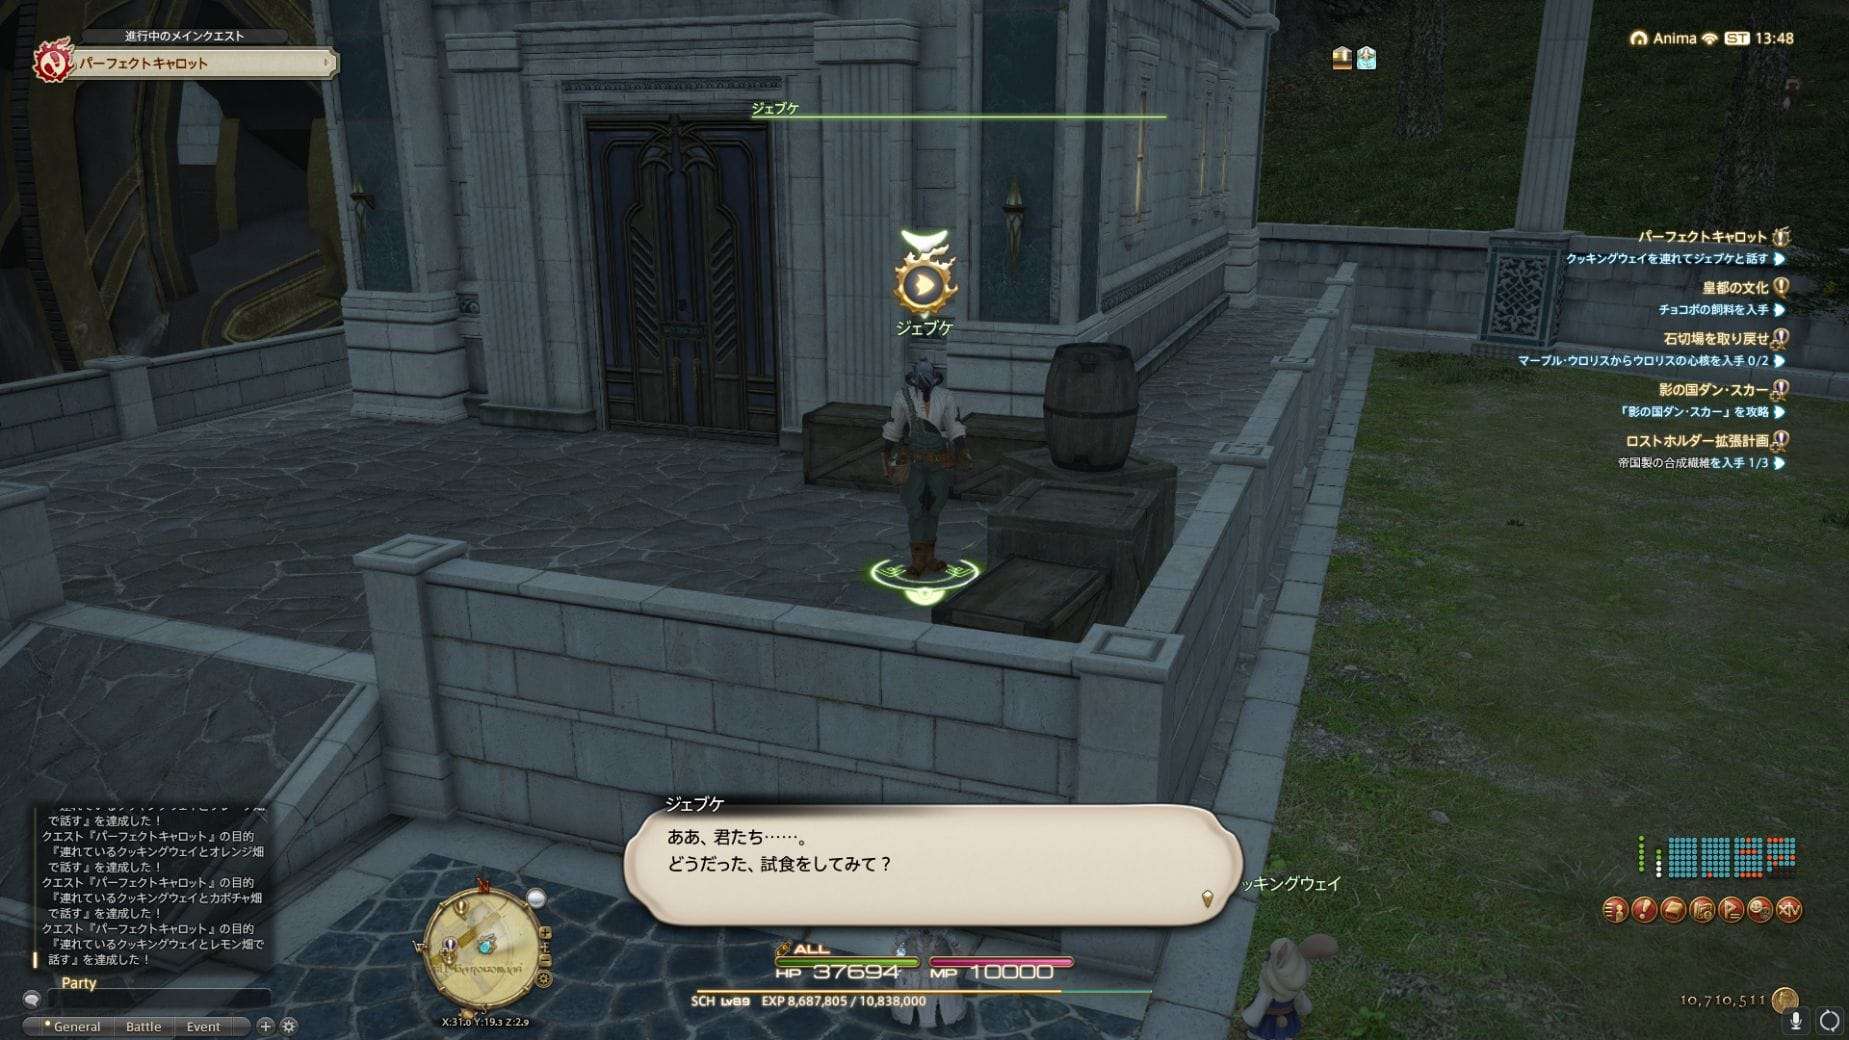 進行中のメインクエスト
パーフェクトキャロット
Anima ST 13:48
ジェブケ
ジェブケ
パーフェクトキャロット
クッキングウェイを連れてジェブケと話す
皇都の文化
チョコボの飼料を入手
石切場を取り戻せ
マーブル・ウロリスからウロリスの心核を入手 0/2
影の国ダン・スカー
「影の国ダン・スカー」を攻略
ロストホルダー拡張計画
帝国製の合成繊維を入手 1/3
で話す』を達成した！
クエスト『パーフェクトキャロット』の目的
『連れているクッキングウェイとオレンジ畑
で話す』を達成した！
クエスト『パーフェクトキャロット』の目的
『連れているクッキングウェイとカボチャ畑
で話す』を達成した！
クエスト『パーフェクトキャロット』の目的
『連れているクッキングウェイとレモン畑で
話す』を達成した！
Party
General Battle Event
ジェブケ
ああ、君たち……。
どうだった、試食をしてみて？
ッキングウェイ
N
X:31.0 Y:19.3 Z:2.9
ALL
HP 37694 MP 10000
SCH Lv89 EXP 8,687,805 / 10,838,000
XIV
10,710,511